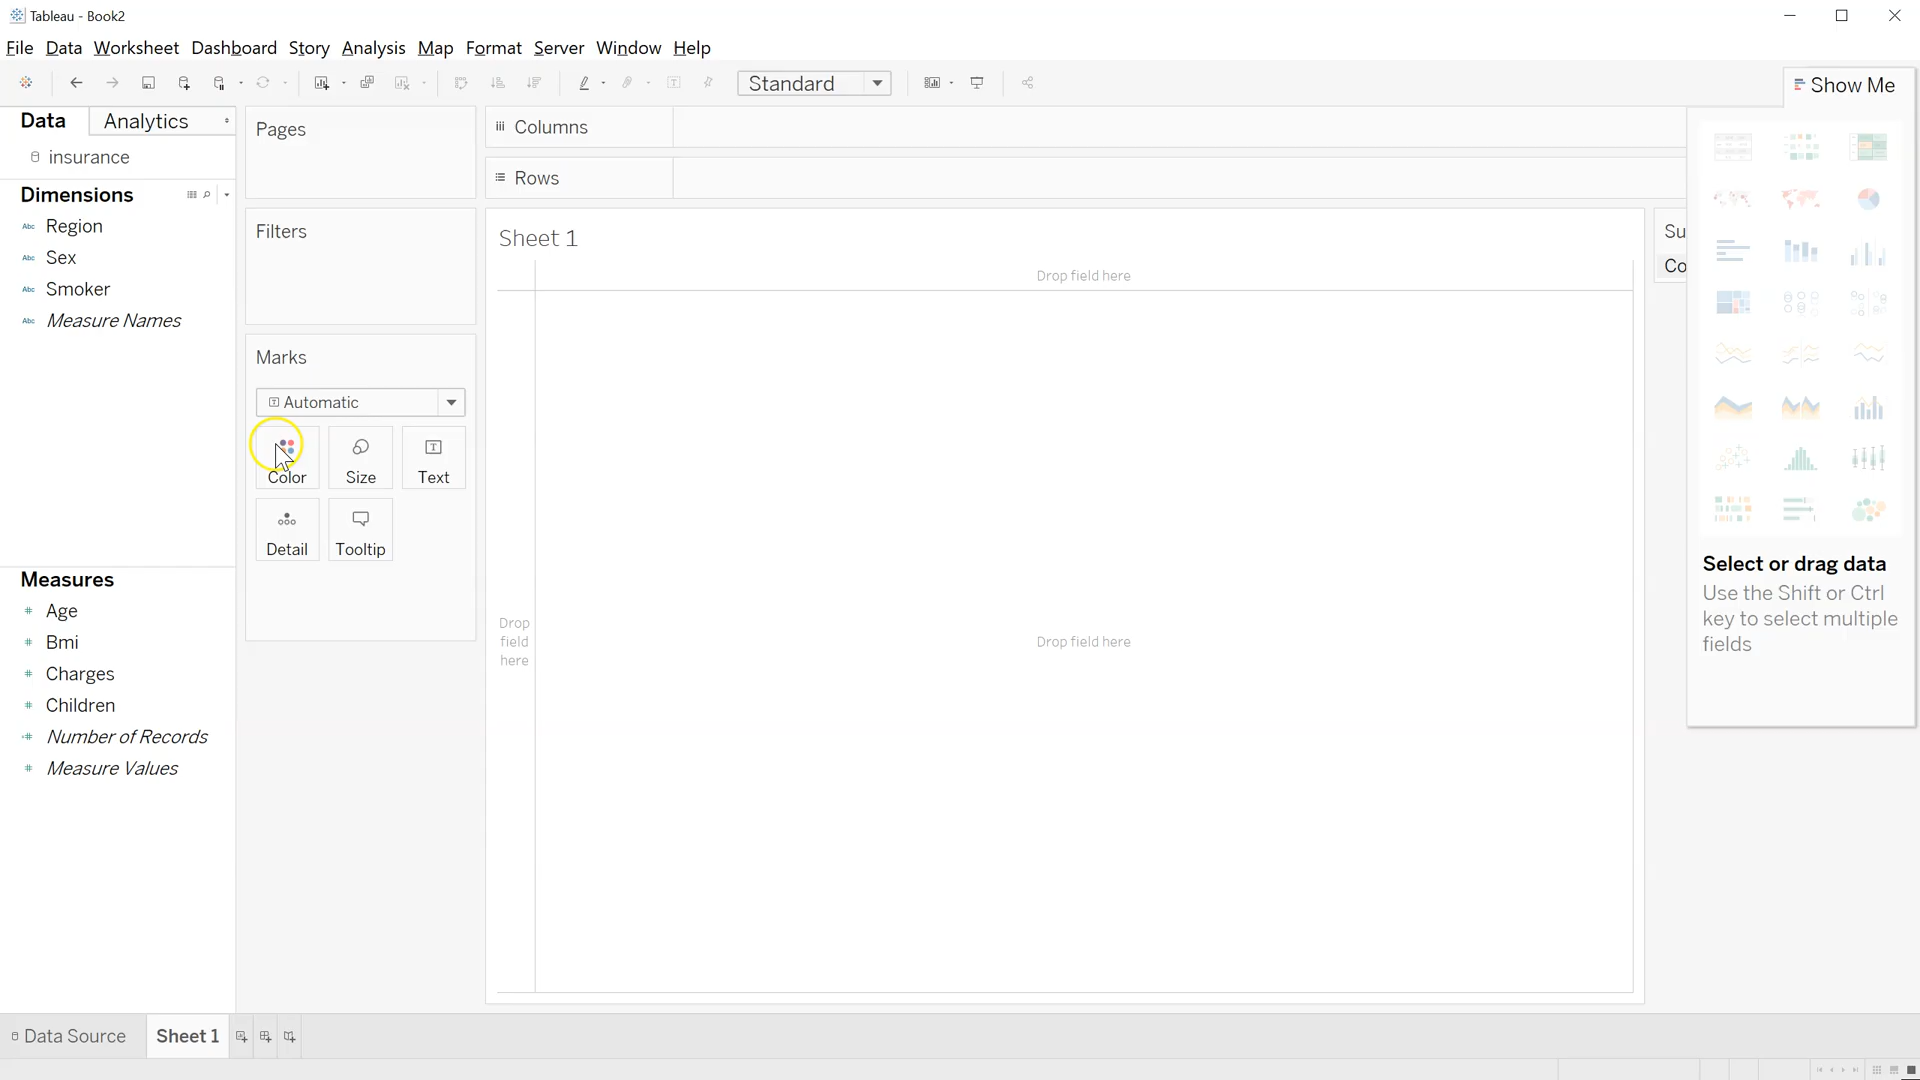 Tableau - Book2
File Data Worksheet Dashboard Story Analysis Map Format Server Window Help
Standard
Show Me
Data
Analytics
insurance
Dimensions
Abc Region
Abc Sex
Abc Smoker
Abc Measure Names
Measures
# Age
# Bmi
# Charges
# Children
=# Number of Records
# Measure Values
Pages
Filters
Marks
Automatic
Color
Size
Text
Detail
Tooltip
Columns
Rows
Sheet 1
Drop field here
Drop
field
here
Drop field here
Su
Co
Select or drag data
Use the Shift or Ctrl
key to select multiple
fields
Data Source
Sheet 1